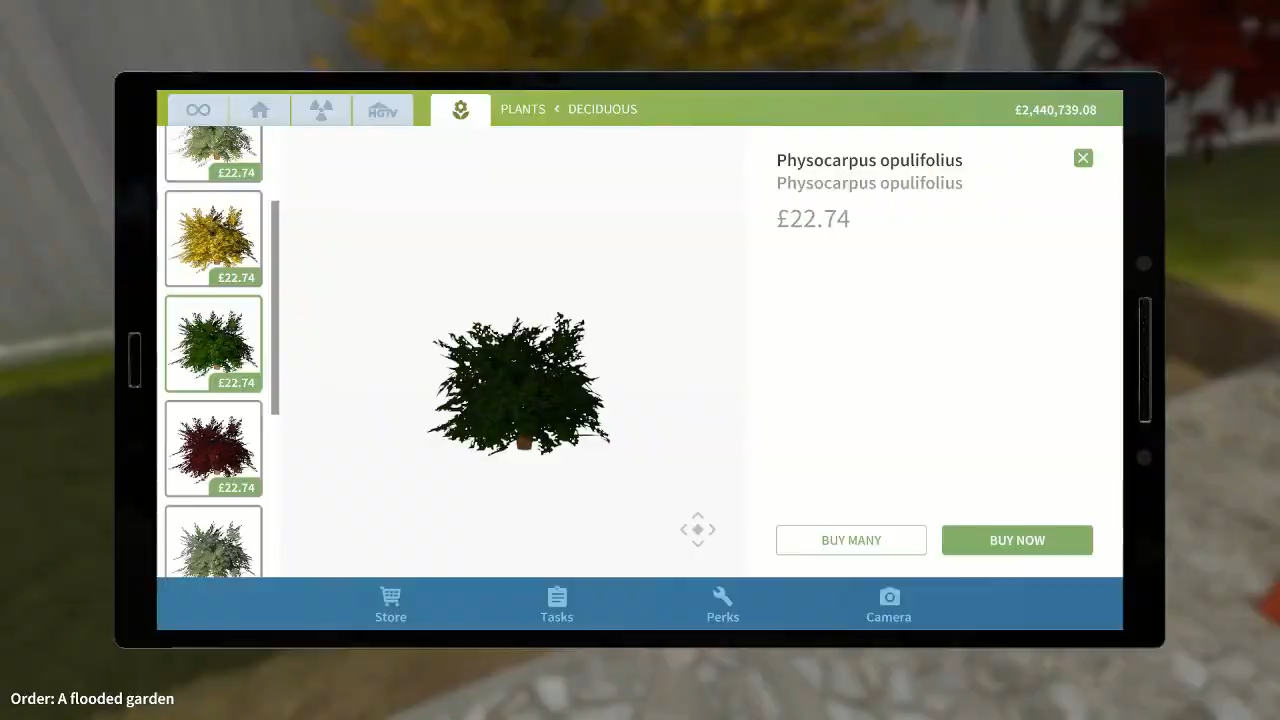 HGTV
PLANTS < DECIDUOUS
£2,440,739.08
£22.74
£22.74
£22.74
£22.74
Physocarpus opulifolius
Physocarpus opulifolius
£22.74
BUY MANY
BUY NOW
Store
Tasks
Perks
Camera
Order: A flooded garden